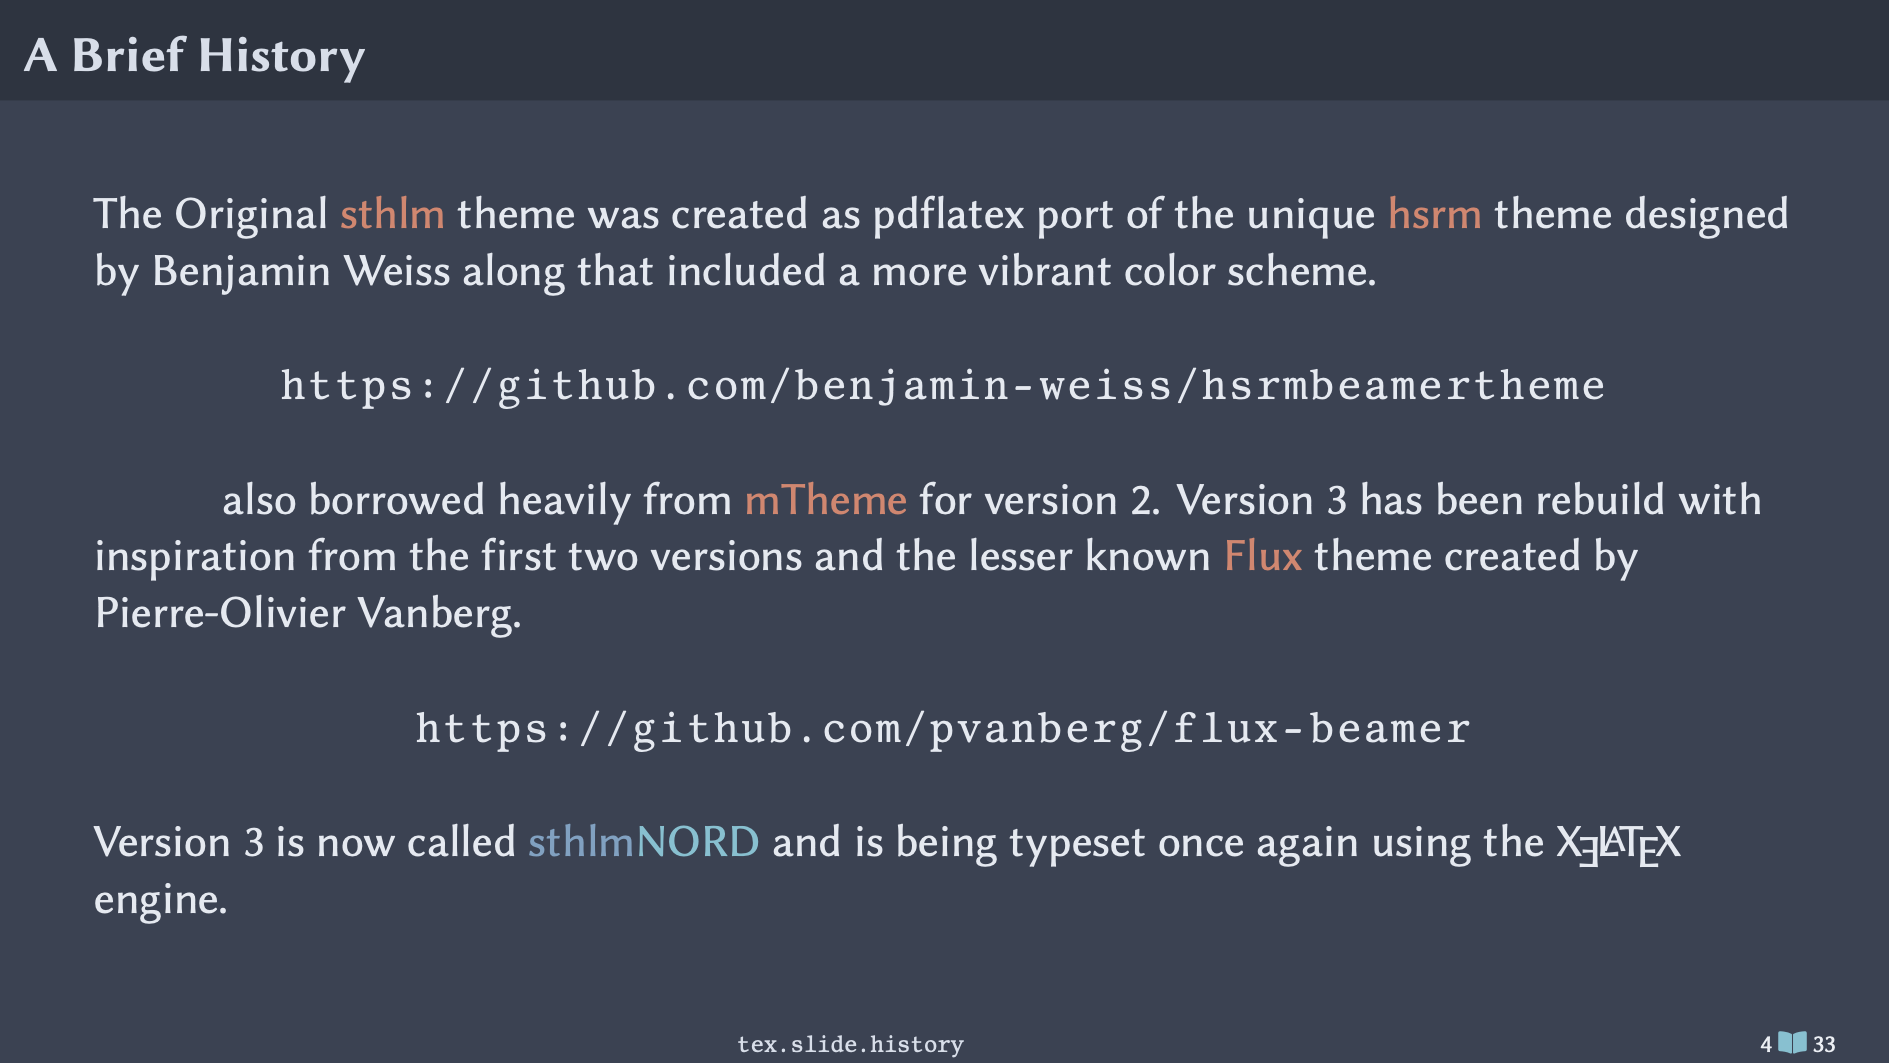 A Brief History
The Original sthlm theme was created as pdflatex port of the unique hsrm theme designed
by Benjamin Weiss along that included a more vibrant color scheme.
https://github.com/benjamin-weiss/hsrmbeamertheme
also borrowed heavily from mTheme for version 2. Version 3 has been rebuild with
inspiration from the first two versions and the lesser known Flux theme created by
Pierre-Olivier Vanberg.
https://github.com/pvanberg/flux-beamer
Version 3 is now called sthlmNORD and is being typeset once again using the XƎLATEX
engine.
tex.slide.history
4 33